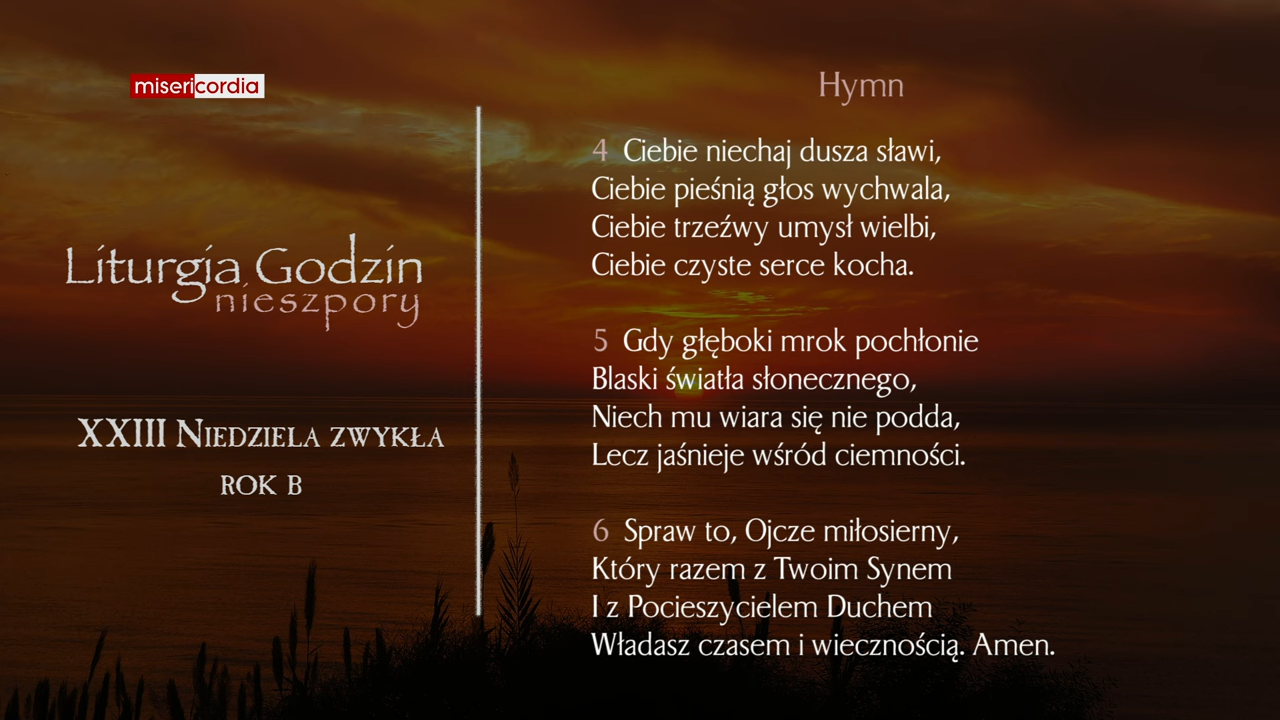 misericordia
Liturgia Godzin
nieszpory
XXIII Niedziela zwykła
rok B
Hymn
4 Ciebie niechaj dusza sławi,
Ciebie pieśnią głos wychwala,
Ciebie trzeźwy umysł wielbi,
Ciebie czyste serce kocha.
5 Gdy głęboki mrok pochłonie
Blaski światła słonecznego,
Niech mu wiara się nie podda,
Lecz jaśnieje wśród ciemności.
6 Spraw to, Ojcze miłosierny,
Który razem z Twoim Synem
I z Pocieszycielem Duchem
Władasz czasem i wiecznością. Amen.